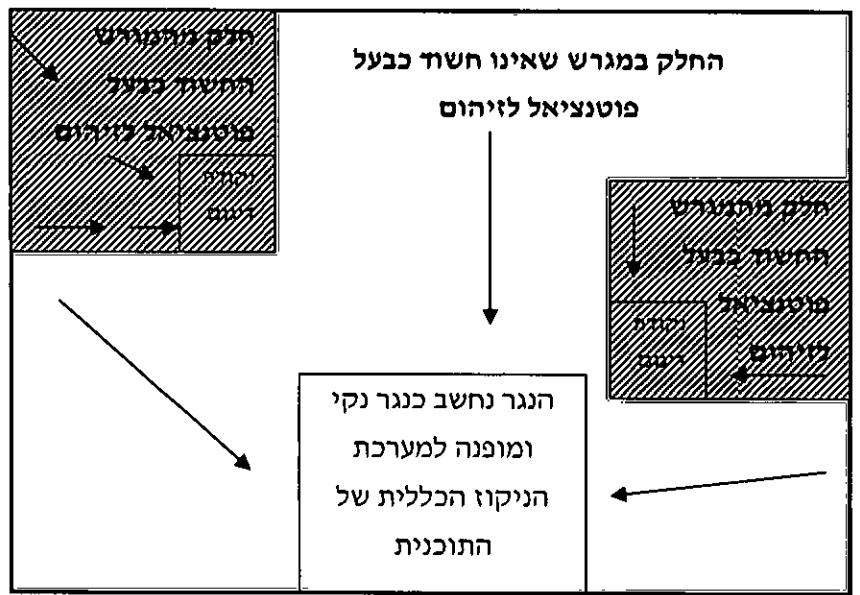 חלק מהמגרש
החשוד כבעל
פוטנציאל לזיהום
נקודת
דיגום
החלק במגרש שאינו חשוד כבעל
פוטנציאל לזיהום
חלק מהמגרש
החשוד כבעל
פוטנציאל
לזיהום
נקודת
דיגום
הנגר נחשב כנגר נקי
ומופנה למערכת
הניקוז הכללית של
התוכנית